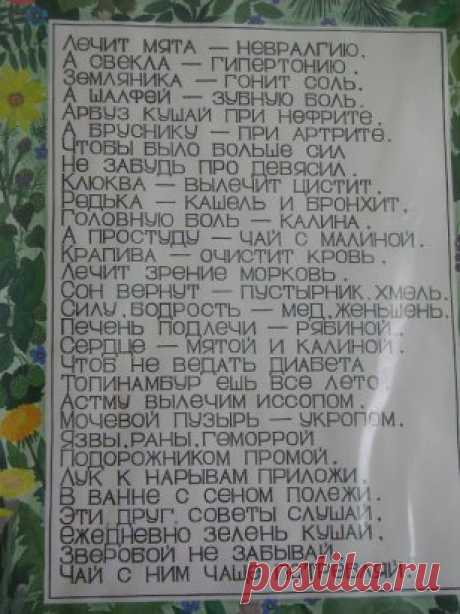 Лечит мята – невралгию.
А свекла – гипертонию.
Земляника – гонит соль.
А шалфей – зубную боль.
Арбуз кушай при нефрите.
А бруснику – при артрите.
Чтобы было больше сил
Не забудь про девясил.
Клюква – вылечит цистит.
Редька – кашель и бронхит.
Головную боль – калина.
А простуду – чай с малиной.
Крапива – очистит кровь.
Лечит зрение морковь.
Сон вернут – пустырник, хмель.
Силу, бодрость – мед, женьшень.
Печень подлечи – рябиной.
Сердце – мятой и калиной.
Чтоб не ведать диабета
Топинамбур ешь все лето.
Астму вылечим иссопом.
Мочевой пузырь – укропом.
Язвы, раны, геморрой
Подорожником промой.
Лук к нарывам приложи.
В ванне с сеном полежи.
Эти, друг, советы слушай,
Ежедневно зелень кушай.
Зверобой не забывай
Чай с ним
postila.ru